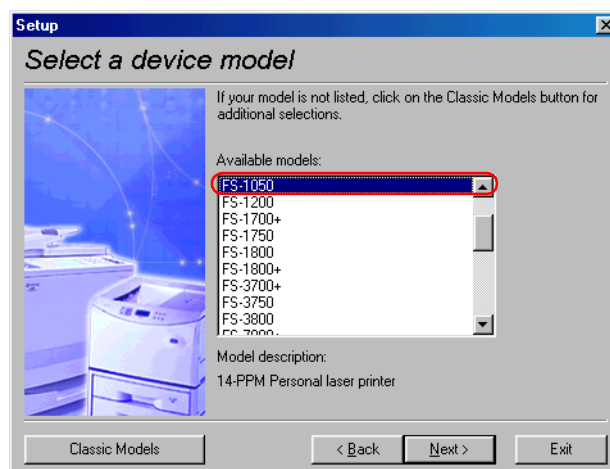 Setup
Select a device model
If your model is not listed, click on the Classic Models button for
additional selections.
Available models:
FS-1050
FS-1200
FS-1700+
FS-1750
FS-1800
FS-1800+
FS-3700+
FS-3750
FS-3800
Model description:
14-PPM Personal laser printer
Classic Models
< Back
Next >
Exit